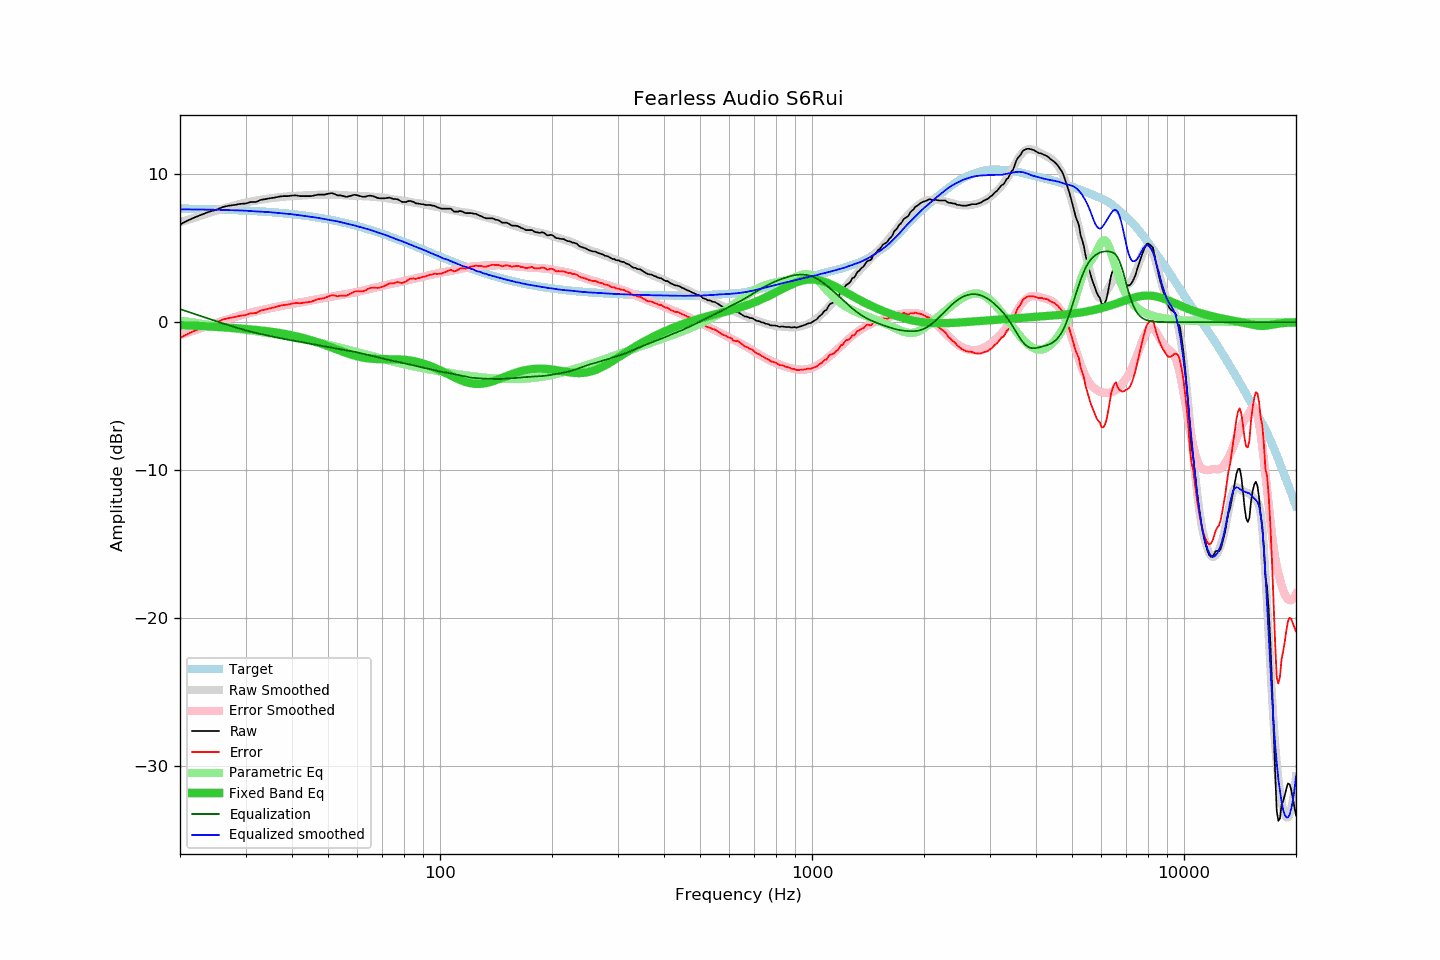 Fearless Audio S6Rui
Amplitude (dBr)
10
0
−10
−20
−30
Target
Raw Smoothed
Error Smoothed
Raw
Error
Parametric Eq
Fixed Band Eq
Equalization
Equalized smoothed
100
1000
10000
Frequency (Hz)